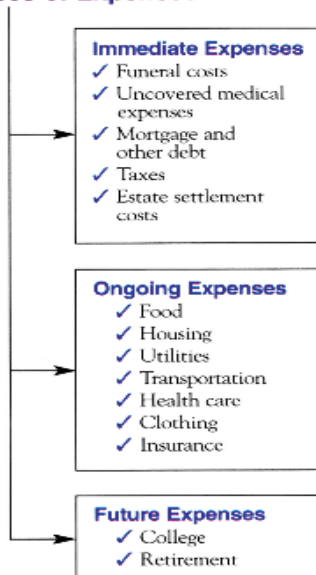 Immediate Expenses
✓ Funeral costs
✓ Uncovered medical
expenses
✓ Mortgage and
other debt
✓ Taxes
✓ Estate settlement
costs
Ongoing Expenses
✓ Food
✓ Housing
✓ Utilities
✓ Transportation
✓ Health care
✓ Clothing
✓ Insurance
Future Expenses
✓ College
✓ Retirement